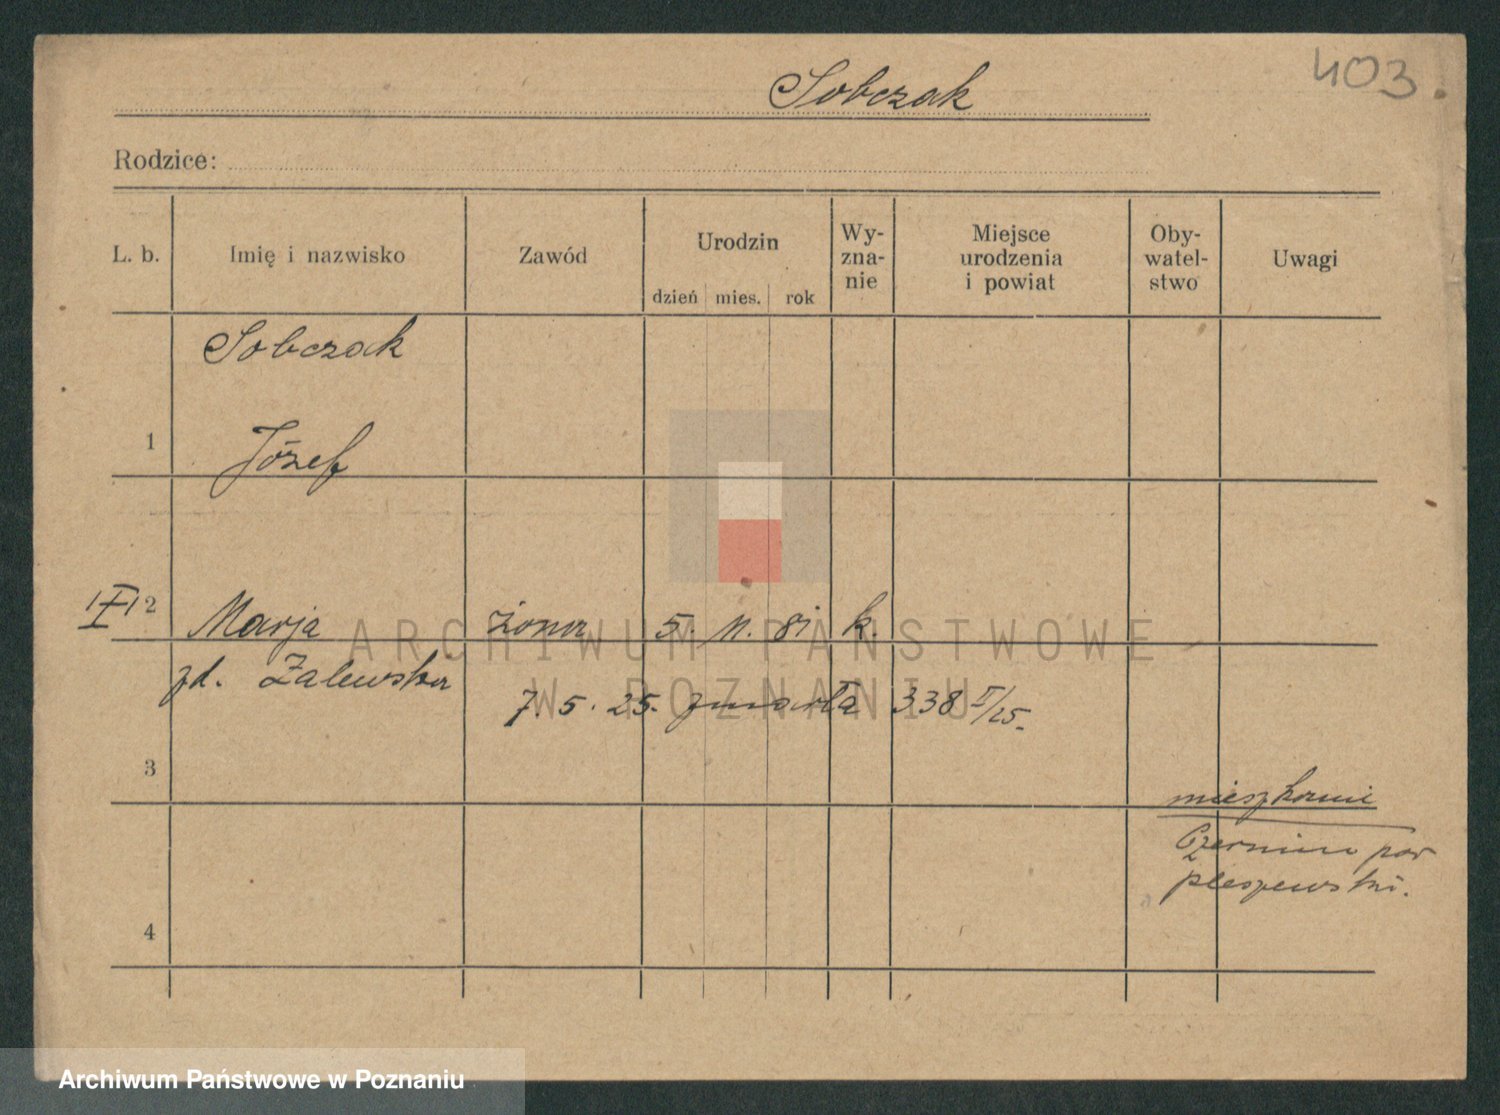 Sobczak
403.
Rodzice:
L. b.
Imię i nazwisko
Zawód
Urodzin
dzień mies. rok
Wy-
zna-
nie
Miejsce
urodzenia
i powiat
Oby-
watel-
stwo
Uwagi
Sobczak
1 Józef
2 Marja żona 5. 11. 81 k.
zd. Zalewska
7. 5. 25. zmarła 338 II/25.
3
mieszkanie
Czermin pow
pleszewski.
4
ARCHIWUM PAŃSTWOWE
W POZNANIU
Archiwum Państwowe w Poznaniu